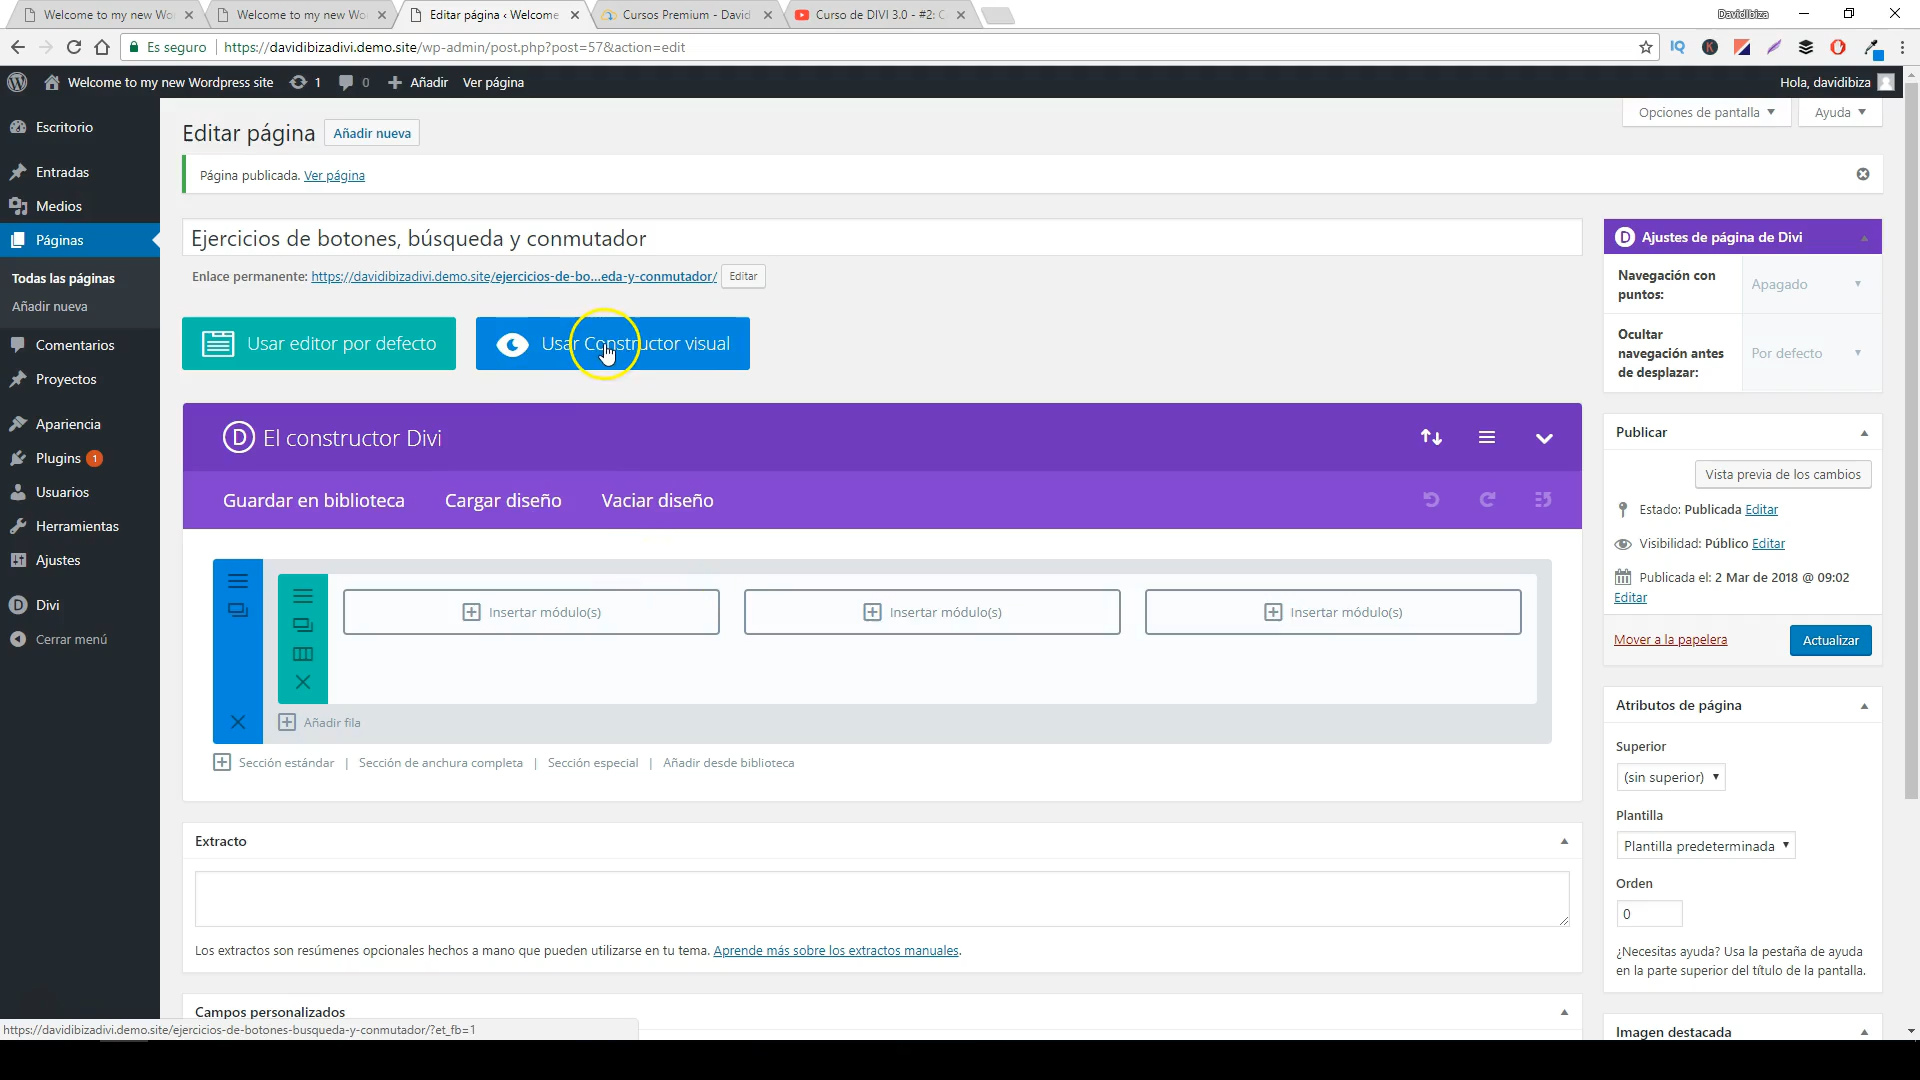 Welcome to my new Wo
Welcome to my new Wo
Editar página ‹ Welcome
Cursos Premium - David
Curso de DIVI 3.0 - #2: C
DavidIbiza
Es seguro
https://davidibizadivi.demo.site/wp-admin/post.php?post=57&action=edit
IQ
K
Welcome to my new Wordpress site
1
0
Añadir
Ver página
Hola, davidibiza
Opciones de pantalla
Ayuda
Escritorio
Entradas
Medios
Páginas
Todas las páginas
Añadir nueva
Comentarios
Proyectos
Apariencia
Plugins 1
Usuarios
Herramientas
Ajustes
Divi
Cerrar menú
Editar página
Añadir nueva
Página publicada. Ver página
Ejercicios de botones, búsqueda y conmutador
Enlace permanente: https://davidibizadivi.demo.site/ejercicios-de-bo...eda-y-conmutador/ Editar
Usar editor por defecto
Usar Constructor visual
D El constructor Divi
Guardar en biblioteca
Cargar diseño
Vaciar diseño
Insertar módulo(s)
Insertar módulo(s)
Insertar módulo(s)
Añadir fila
Sección estándar | Sección de anchura completa | Sección especial | Añadir desde biblioteca
Extracto
Los extractos son resúmenes opcionales hechos a mano que pueden utilizarse en tu tema. Aprende más sobre los extractos manuales.
Campos personalizados
D Ajustes de página de Divi
Navegación con
puntos:
Apagado
Ocultar
navegación antes
de desplazar:
Por defecto
Publicar
Vista previa de los cambios
Estado: Publicada Editar
Visibilidad: Público Editar
Publicada el: 2 Mar de 2018 @ 09:02
Editar
Mover a la papelera
Actualizar
Atributos de página
Superior
(sin superior)
Plantilla
Plantilla predeterminada
Orden
0
¿Necesitas ayuda? Usa la pestaña de ayuda
en la parte superior del título de la pantalla.
Imagen destacada
https://davidibizadivi.demo.site/ejercicios-de-botones-busqueda-y-conmutador/?et_fb=1